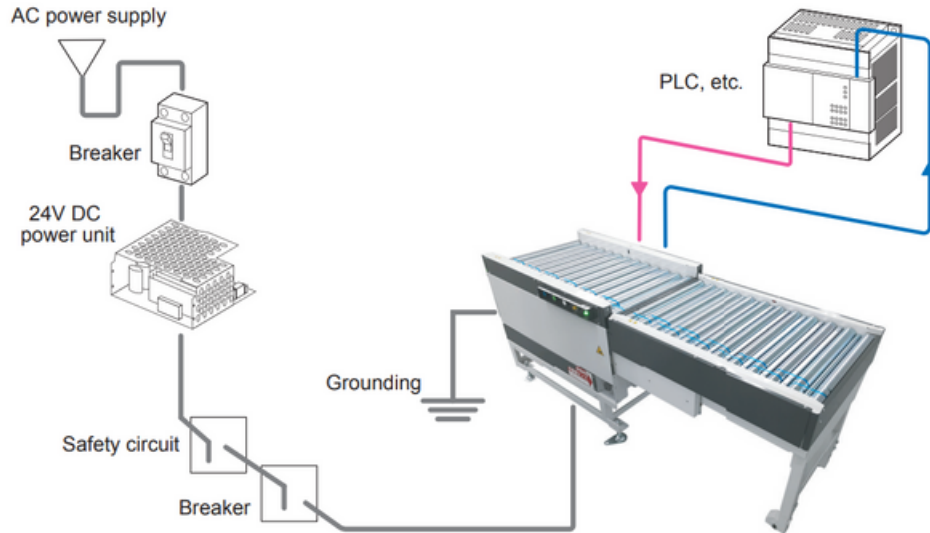 AC power supply
PLC, etc.
Breaker
24V DC
power unit
Grounding
Safety circuit
Breaker